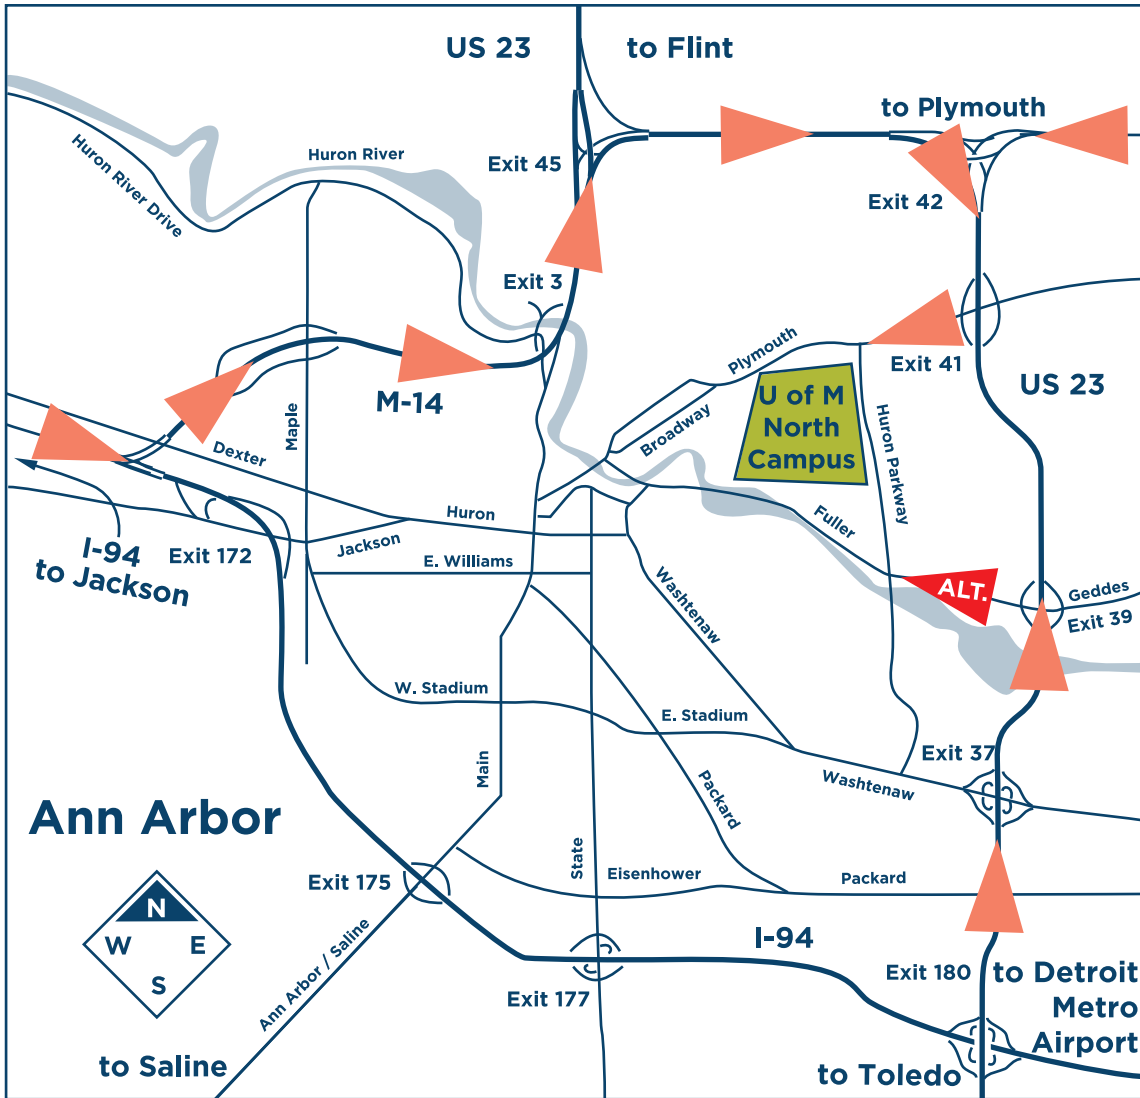 US 23
to Flint
to Plymouth
Huron River
Huron River Drive
Exit 45
Exit 42
Exit 3
Plymouth
Exit 41
US 23
M-14
U of M
North
Campus
Maple
Broadway
Huron Parkway
Dexter
Huron
Fuller
Jackson
I-94
to Jackson
Exit 172
E. Williams
Washtenaw
ALT.
Geddes
Exit 39
W. Stadium
E. Stadium
Main
Exit 37
Washtenaw
Packard
Ann Arbor
State
Eisenhower
Packard
Exit 175
N
W E
S
Ann Arbor / Saline
I-94
Exit 177
Exit 180
to Detroit
Metro
Airport
to Saline
to Toledo